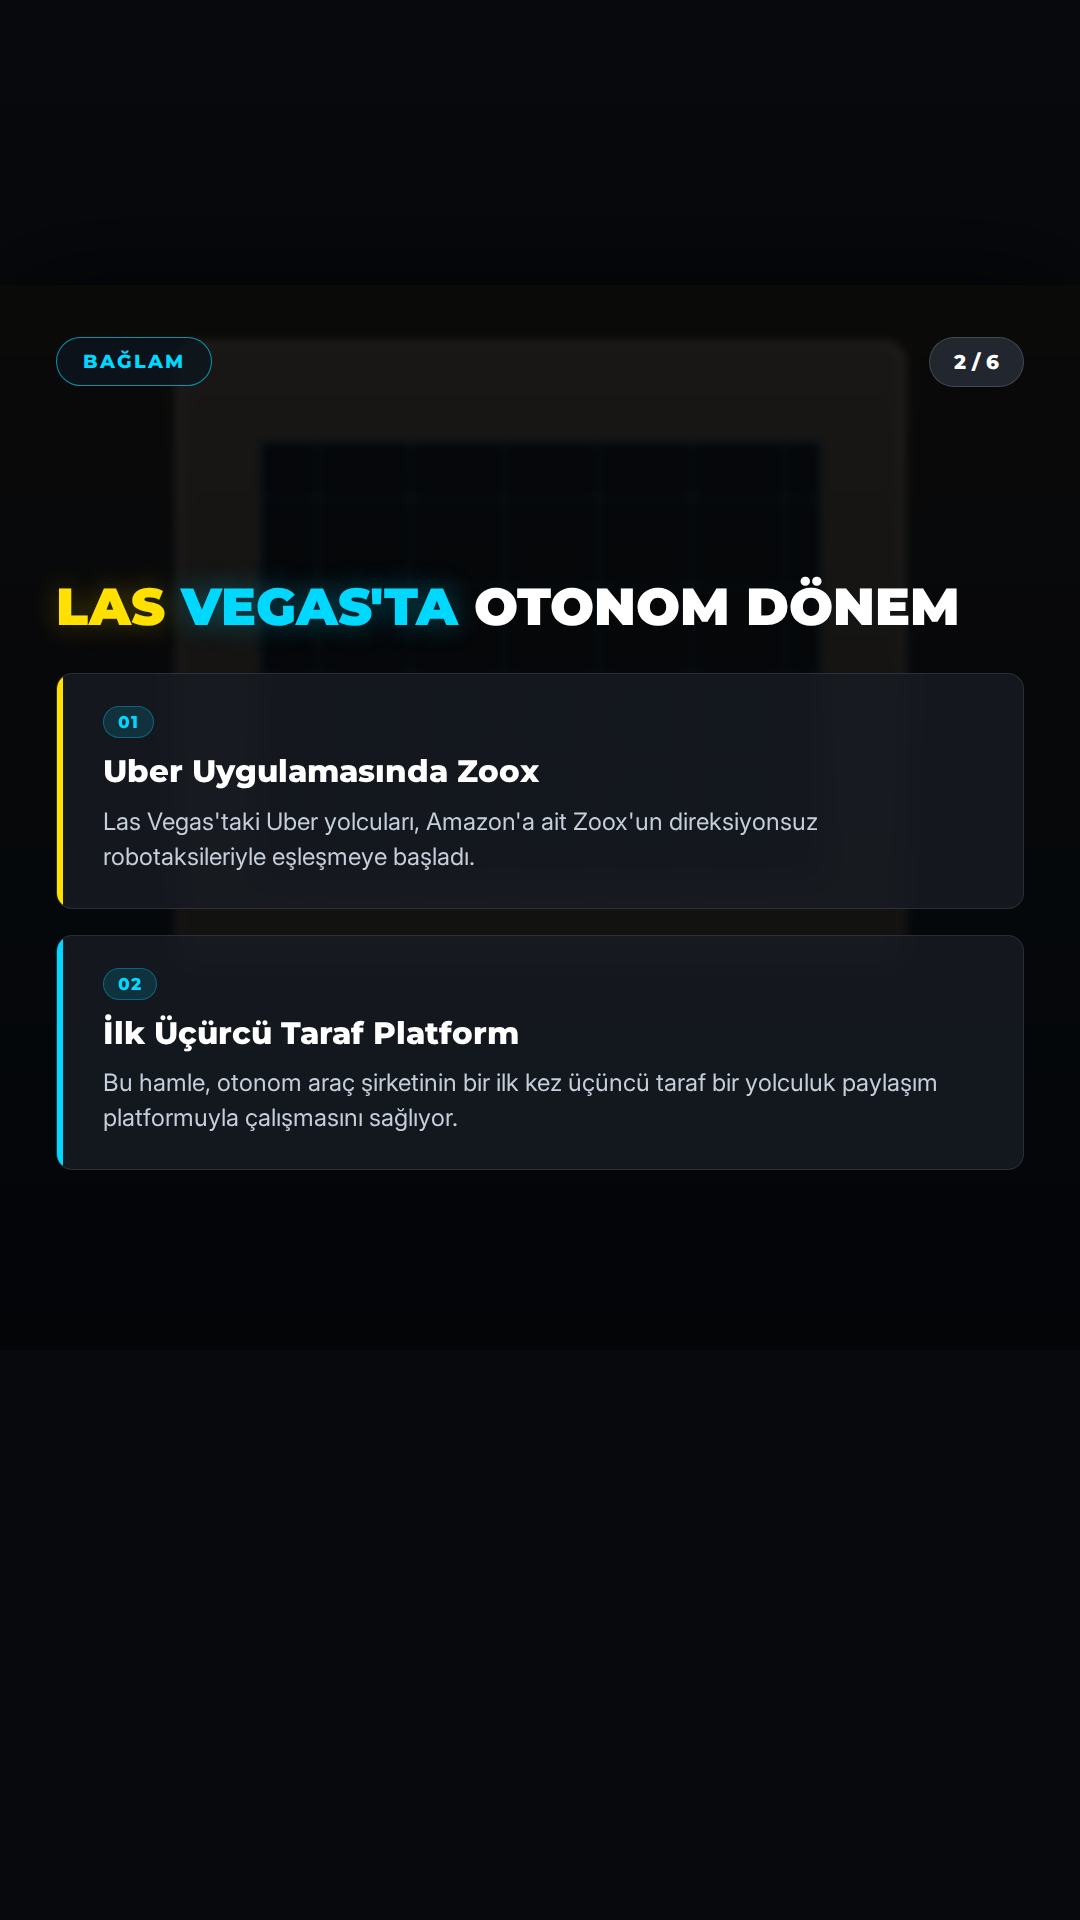 BAĞLAM
2 / 6
LAS VEGAS'TA OTONOM DÖNEM
01
Uber Uygulamasında Zoox
Las Vegas'taki Uber yolcuları, Amazon'a ait Zoox'un direksiyonsuz
robotaksileriyle eşleşmeye başladı.
02
İlk Üçürcü Taraf Platform
Bu hamle, otonom araç şirketinin bir ilk kez üçüncü taraf bir yolculuk paylaşım
platformuyla çalışmasını sağlıyor.